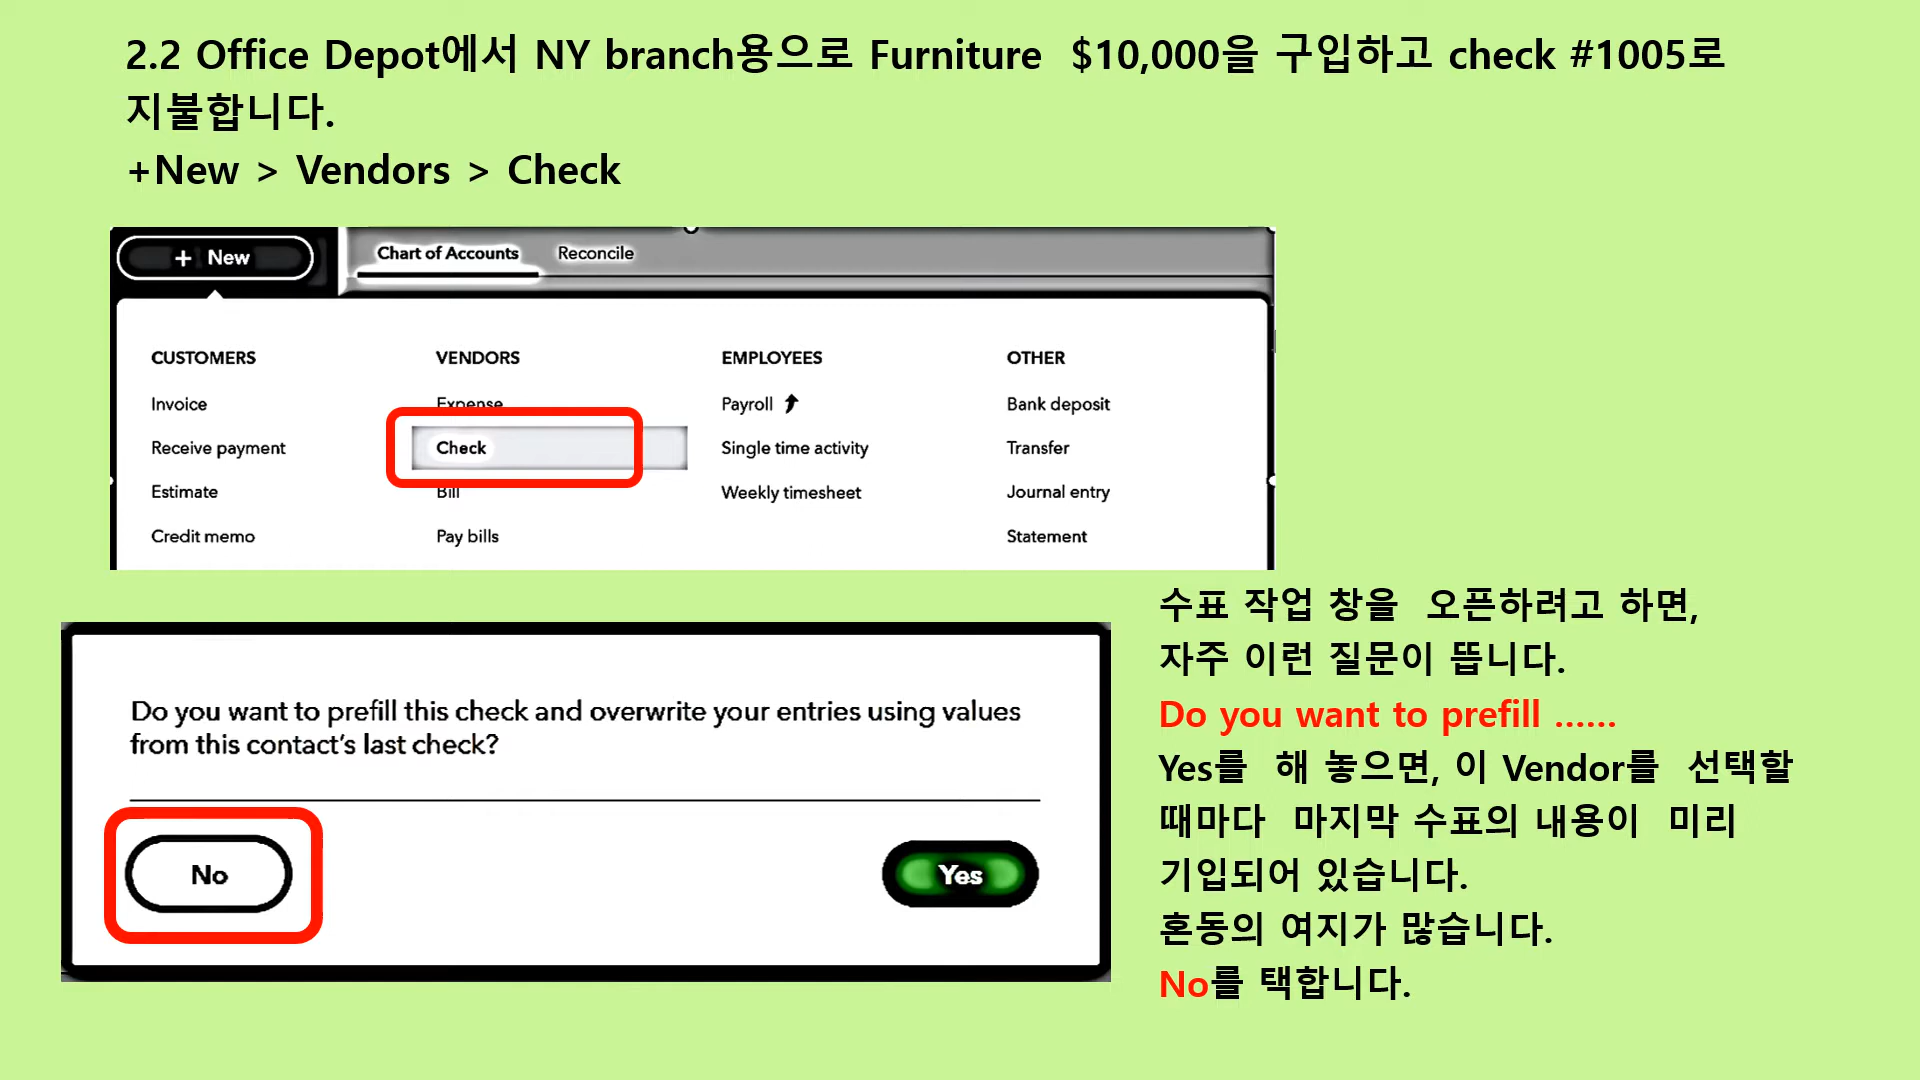 2.2 Office Depot에서 NY branch용으로 Furniture $10,000을 구입하고 check #1005로
지불합니다.
+New > Vendors > Check
+ New
Chart of Accounts
Reconcile
CUSTOMERS
VENDORS
EMPLOYEES
OTHER
Invoice
Expense
Payroll
Bank deposit
Receive payment
Check
Single time activity
Transfer
Estimate
Bill
Weekly timesheet
Journal entry
Credit memo
Pay bills
Statement
Do you want to prefill this check and overwrite your entries using values
from this contact's last check?
No
Yes
수표 작업 창을 오픈하려고 하면,
자주 이런 질문이 뜹니다.
Do you want to prefill ......
Yes를 해 놓으면, 이 Vendor를 선택할
때마다 마지막 수표의 내용이 미리
기입되어 있습니다.
혼동의 여지가 많습니다.
No를 택합니다.